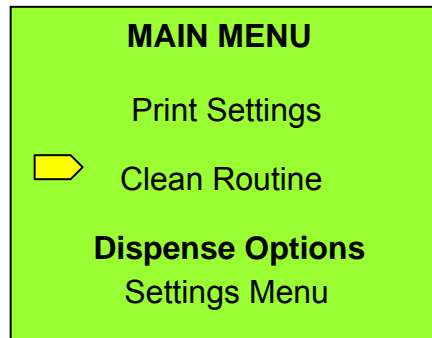 MAIN MENU
Print Settings
Clean Routine
Dispense Options
Settings Menu